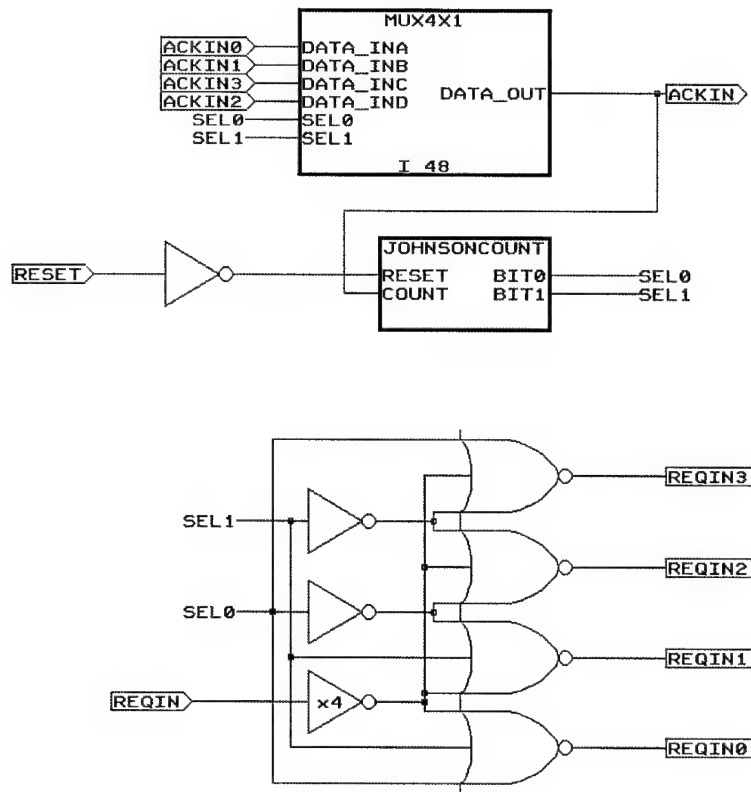 MUX4X1
ACKIN0 DATA_INA
ACKIN1 DATA_INB
ACKIN3 DATA_INC
ACKIN2 DATA_IND
DATA_OUT ACKIN
SEL0 SEL0
SEL1 SEL1
I 48
JOHNSONCOUNT
RESET RESET BIT0 SEL0
COUNT BIT1 SEL1
REQIN3
SEL1
REQIN2
SEL0
REQIN1
REQIN x4
REQIN0